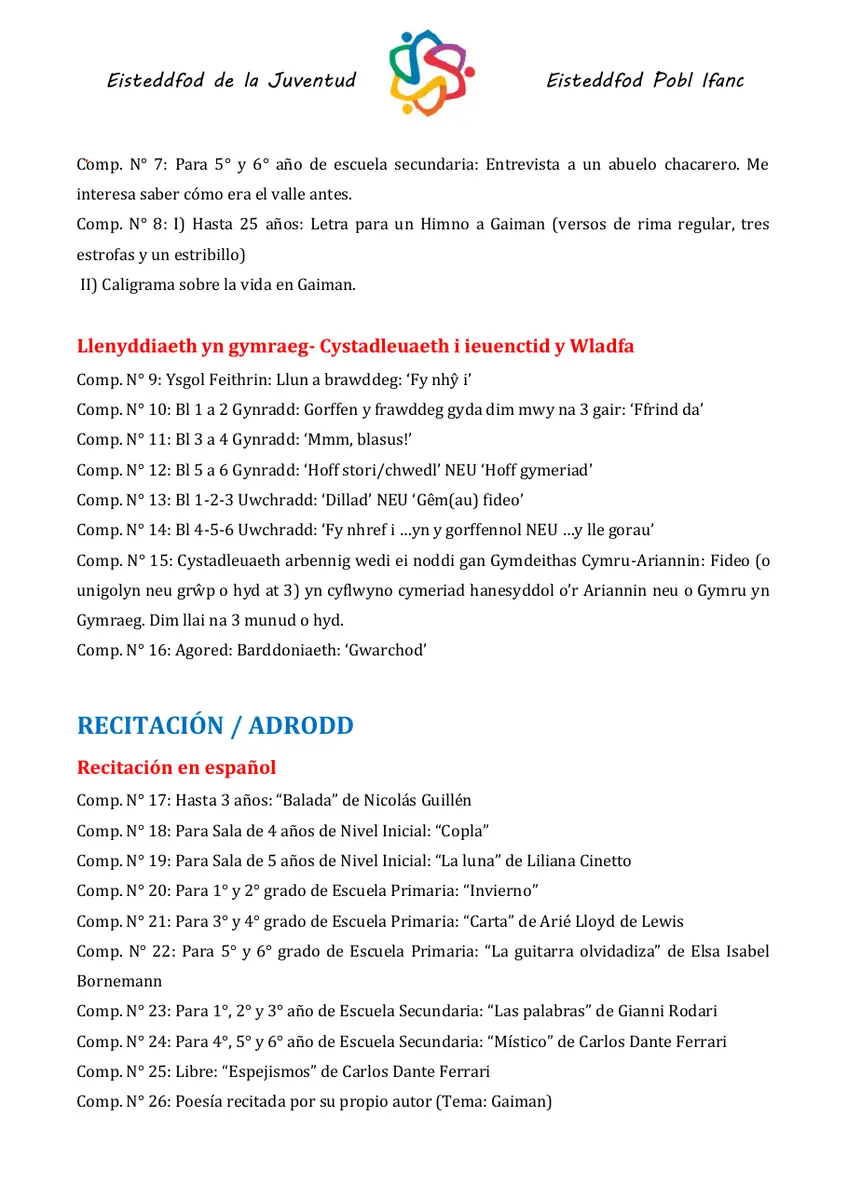 Eisteddfod de la Juventud
Eisteddfod Pobl Ifanc
Comp. N° 7: Para 5° y 6° año de escuela secundaria: Entrevista a un abuelo chacarero. Me
interesa saber cómo era el valle antes.
Comp. N° 8: I) Hasta 25 años: Letra para un Himno a Gaiman (versos de rima regular, tres
estrofas y un estribillo)
II) Caligrama sobre la vida en Gaiman.
Llenyddiaeth yn gymraeg- Cystadleuaeth i ieuenctid y Wladfa
Comp. N° 9: Ysgol Feithrin: Llun a brawddeg: ‘Fy nhŷ i’
Comp. N° 10: Bl 1 a 2 Gynradd: Gorffen y frawddeg gyda dim mwy na 3 gair: ‘Ffrind da’
Comp. N° 11: Bl 3 a 4 Gynradd: ‘Mmm, blasus!’
Comp. N° 12: Bl 5 a 6 Gynradd: ‘Hoff stori/chwedl’ NEU ‘Hoff gymeriad’
Comp. N° 13: Bl 1-2-3 Uwchradd: ‘Dillad’ NEU ‘Gêm(au) fideo’
Comp. N° 14: Bl 4-5-6 Uwchradd: ‘Fy nhref i …yn y gorffennol NEU …y lle gorau’
Comp. N° 15: Cystadleuaeth arbennig wedi ei noddi gan Gymdeithas Cymru-Ariannin: Fideo (o
unigolyn neu grŵp o hyd at 3) yn cyflwyno cymeriad hanesyddol o’r Ariannin neu o Gymru yn
Gymraeg. Dim llai na 3 munud o hyd.
Comp. N° 16: Agored: Barddoniaeth: ‘Gwarchod’
RECITACIÓN / ADRODD
Recitación en español
Comp. N° 17: Hasta 3 años: “Balada” de Nicolás Guillén
Comp. N° 18: Para Sala de 4 años de Nivel Inicial: “Copla”
Comp. N° 19: Para Sala de 5 años de Nivel Inicial: “La luna” de Liliana Cinetto
Comp. N° 20: Para 1° y 2° grado de Escuela Primaria: “Invierno”
Comp. N° 21: Para 3° y 4° grado de Escuela Primaria: “Carta” de Arié Lloyd de Lewis
Comp. N° 22: Para 5° y 6° grado de Escuela Primaria: “La guitarra olvidadiza” de Elsa Isabel
Bornemann
Comp. N° 23: Para 1°, 2° y 3° año de Escuela Secundaria: “Las palabras” de Gianni Rodari
Comp. N° 24: Para 4°, 5° y 6° año de Escuela Secundaria: “Místico” de Carlos Dante Ferrari
Comp. N° 25: Libre: “Espejismos” de Carlos Dante Ferrari
Comp. N° 26: Poesía recitada por su propio autor (Tema: Gaiman)